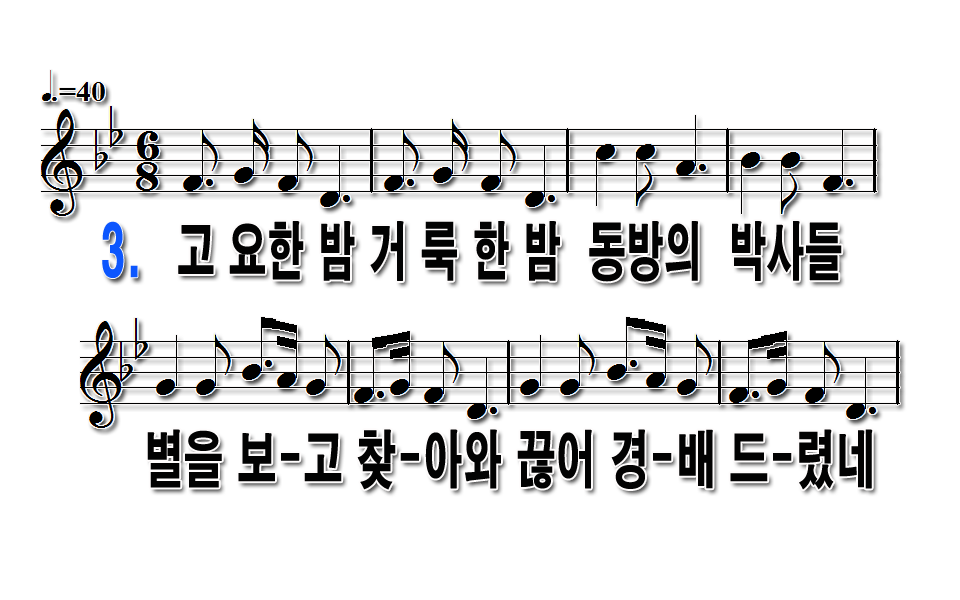 ♩.=40
6
8
3. 고 요한 밤 거 룩 한 밤 동방의 박사들
별을 보-고 찾-아와 끊어 경-배 드-렸네